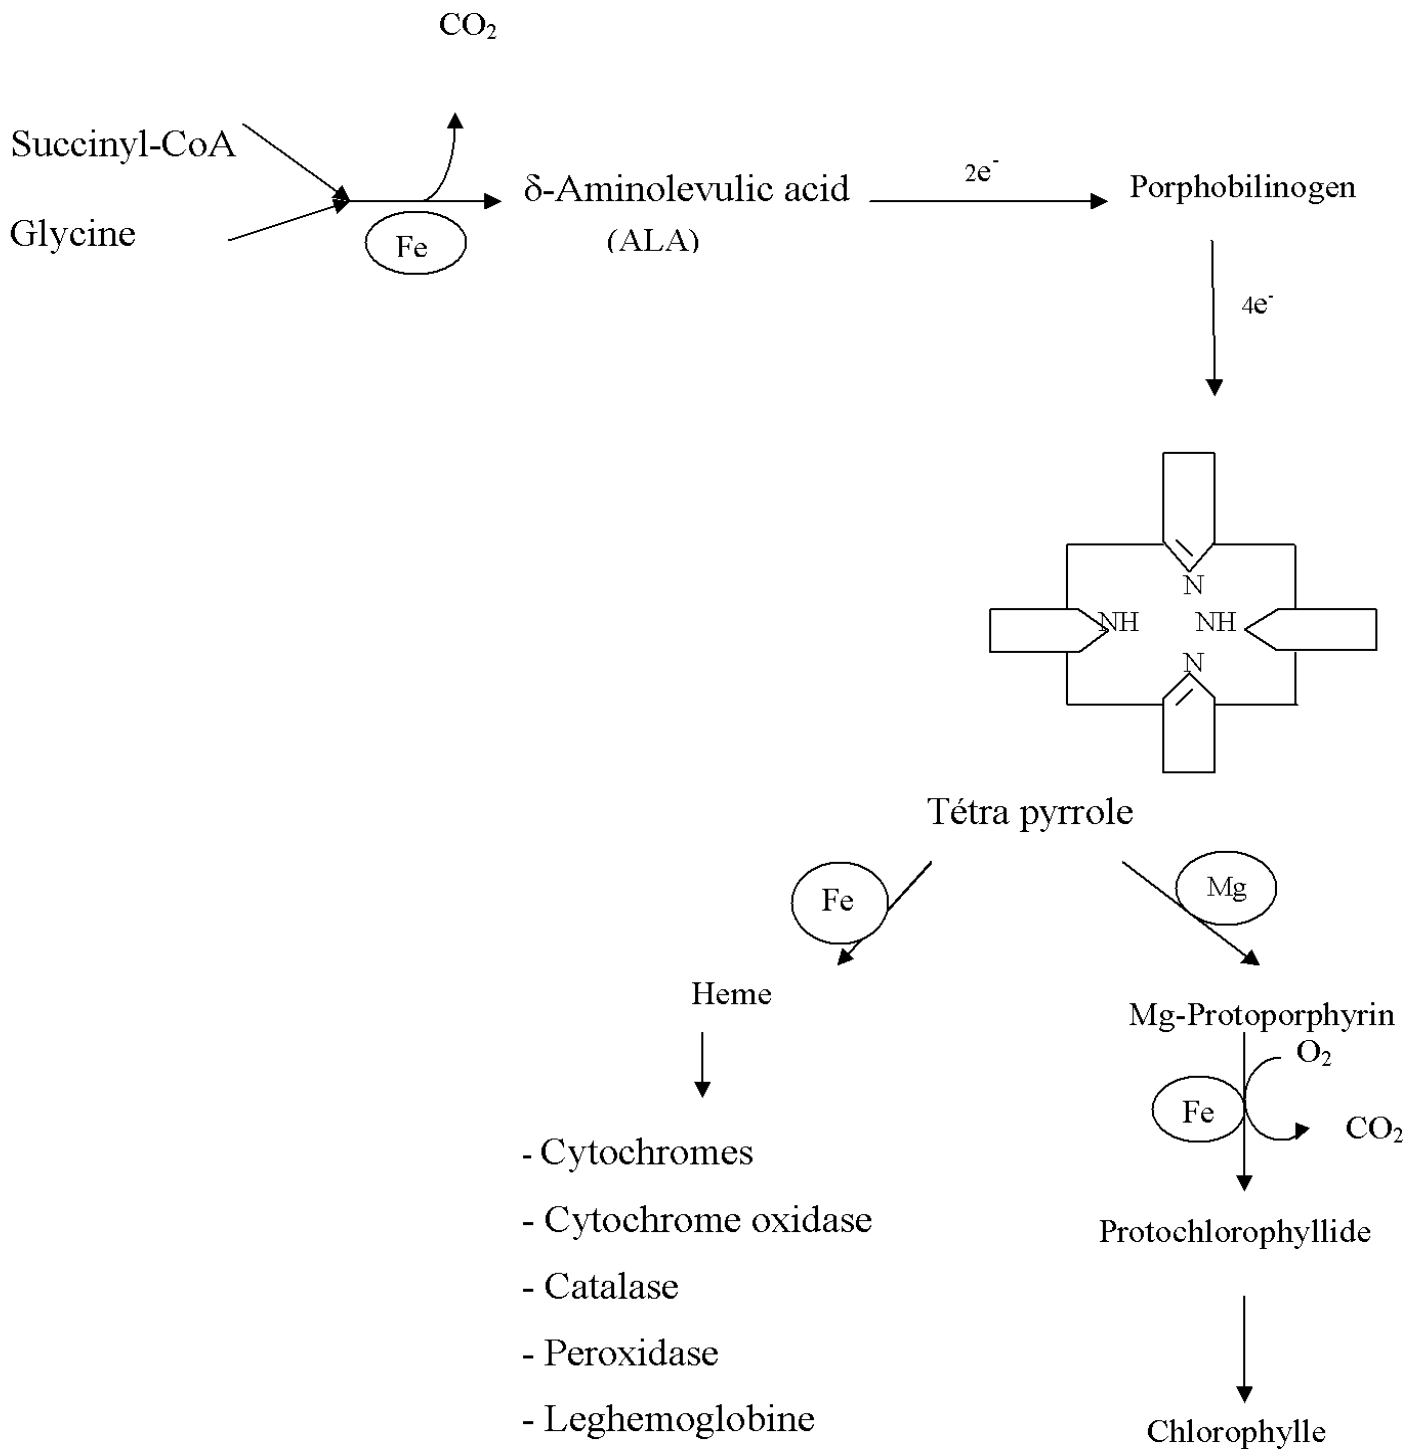 CO₂
Succinyl-CoA
Glycine
Fe
δ-Aminolevulic acid
(ALA)
2e⁻
Porphobilinogen
4e⁻
N
NH NH
N
Tétra pyrrole
Fe
Mg
Heme
Mg-Protoporphyrin
O₂
Fe
CO₂
- Cytochromes
- Cytochrome oxidase
- Catalase
- Peroxidase
- Leghemoglobine
Protochlorophyllide
Chlorophylle